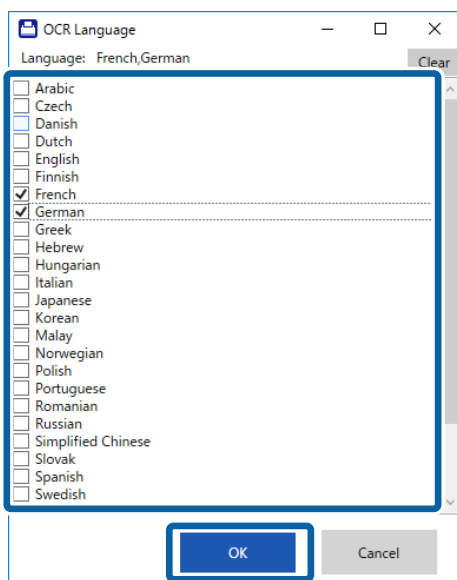 OCR Language
Language: French,German
Clear
Arabic
Czech
Danish
Dutch
English
Finnish
French
German
Greek
Hebrew
Hungarian
Italian
Japanese
Korean
Malay
Norwegian
Polish
Portuguese
Romanian
Russian
Simplified Chinese
Slovak
Spanish
Swedish
OK
Cancel